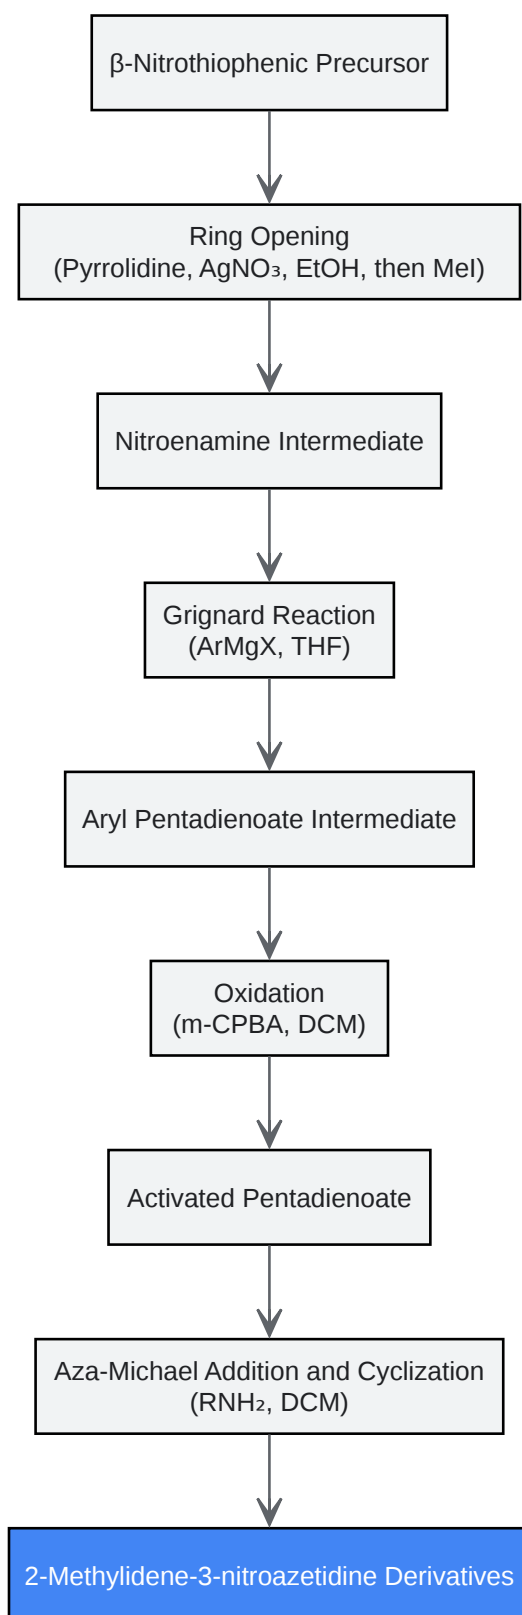 β-Nitrothiophenic Precursor
Ring Opening
(Pyrrolidine, AgNO₃, EtOH, then MeI)
Nitroenamine Intermediate
Grignard Reaction
(ArMgX, THF)
Aryl Pentadienoate Intermediate
Oxidation
(m-CPBA, DCM)
Activated Pentadienoate
Aza-Michael Addition and Cyclization
(RNH₂, DCM)
2-Methylidene-3-nitroazetidine Derivatives